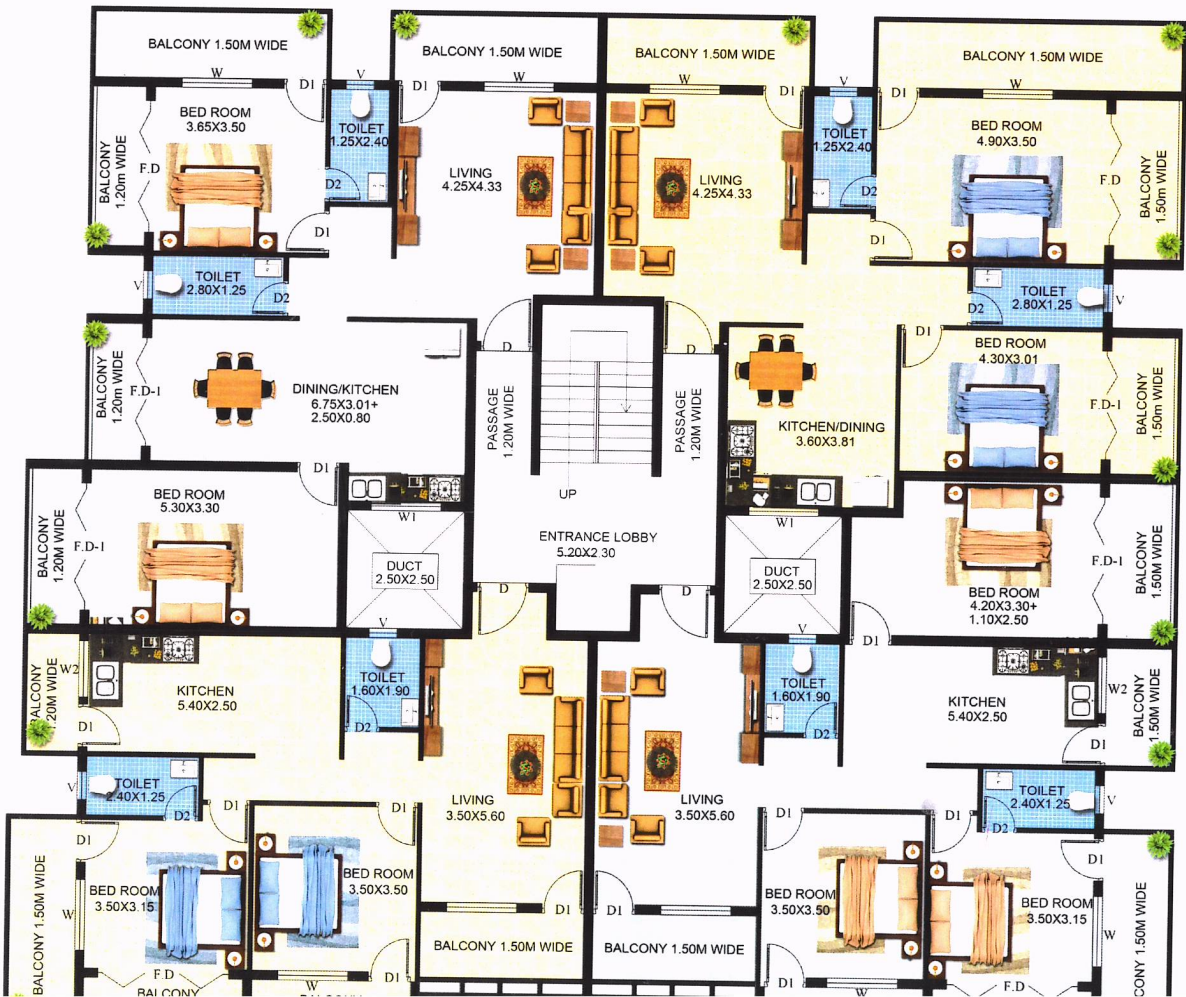 BALCONY 1.50M WIDE
BALCONY 1.50M WIDE
BALCONY 1.50M WIDE
BALCONY 1.50M WIDE
W
D1
V
D1
W
W
D1
V
D1
W
BED ROOM
3.65X3.50
TOILET
1.25X2.40
LIVING
4.25X4.33
LIVING
4.25X4.33
TOILET
1.25X2.40
BED ROOM
4.90X3.50
BALCONY
1.20m WIDE
F.D
D2
D2
F.D
BALCONY
1.50m WIDE
D1
D1
V
TOILET
2.80X1.25
D2
D2
TOILET
2.80X1.25
V
D
D
D1
BED ROOM
4.30X3.01
BALCONY
1.20m WIDE
F.D-1
DINING/KITCHEN
6.75X3.01+
2.50X0.80
PASSAGE
1.20M WIDE
PASSAGE
1.20M WIDE
KITCHEN/DINING
3.60X3.81
F.D-1
BALCONY
1.50m WIDE
D1
UP
BED ROOM
5.30X3.30
W1
W1
ENTRANCE LOBBY
5.20X2.30
BALCONY
1.20M WIDE
F.D-1
DUCT
2.50X2.50
DUCT
2.50X2.50
F.D-1
BALCONY
1.50M WIDE
BED ROOM
4.20X3.30+
1.10X2.50
D
D
V
V
D1
BALCONY
1.20M WIDE
W2
KITCHEN
5.40X2.50
TOILET
1.60X1.90
TOILET
1.60X1.90
KITCHEN
5.40X2.50
W2
BALCONY
1.50M WIDE
D1
D2
D2
D1
V
TOILET
2.40X1.25
D2
D1
D1
LIVING
3.50X5.60
LIVING
3.50X5.60
D1
D1
TOILET
2.40X1.25
D2
V
D1
D1
BALCONY 1.50M WIDE
W
BED ROOM
3.50X3.15
BED ROOM
3.50X3.50
BED ROOM
3.50X3.50
BED ROOM
3.50X3.15
W
CONY 1.50M WIDE
D1
D1
BALCONY 1.50M WIDE
BALCONY 1.50M WIDE
F.D
BALCONY
W
D1
D1
W
F.D